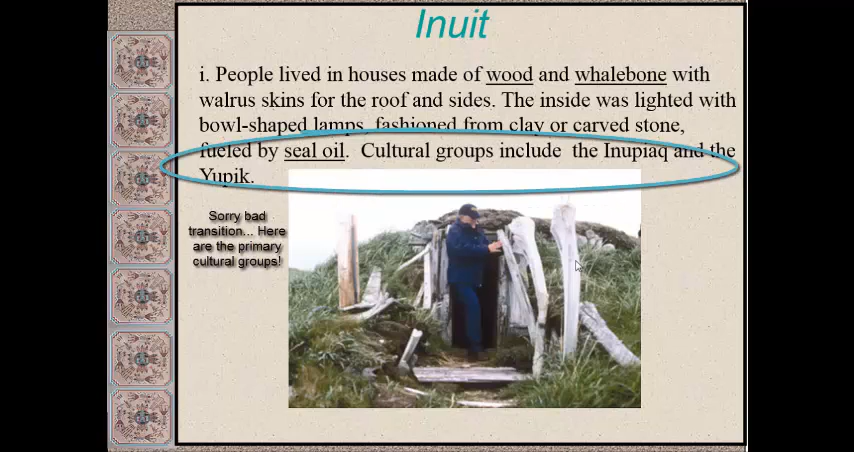 Inuit
i. People lived in houses made of wood and whalebone with
walrus skins for the roof and sides. The inside was lighted with
bowl-shaped lamps, fashioned from clay or carved stone,
fueled by seal oil. Cultural groups include the Inupiaq and the
Yupik.
Sorry bad
transition... Here
are the primary
cultural groups!